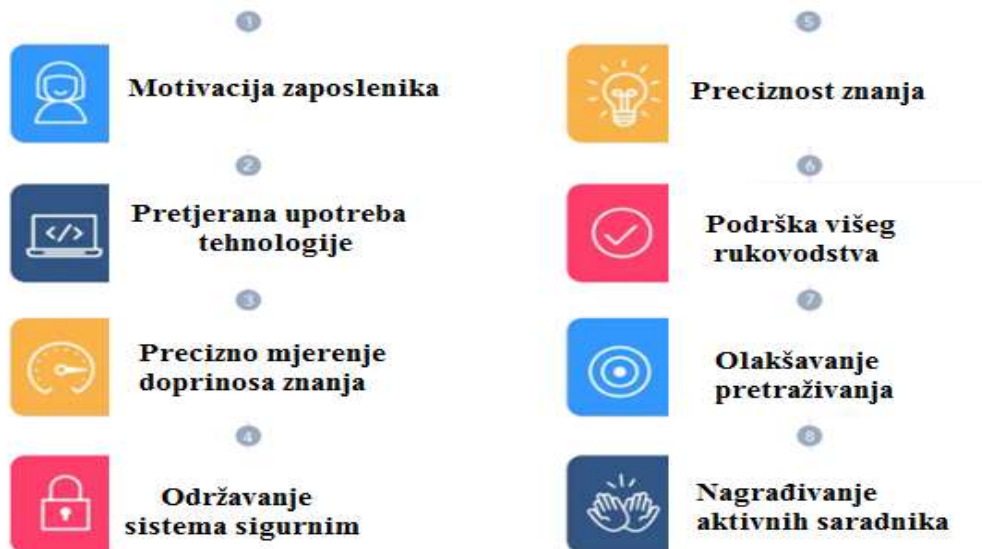 1
Motivacija zaposlenika
2
Pretjerana upotreba
tehnologije
3
Precizno mjerenje
doprinosa znanja
4
Održavanje
sistema sigurnim
5
Preciznost znanja
6
Podrška višeg
rukovodstva
7
Olakšavanje
pretraživanja
8
Nagrađivanje
aktivnih saradnika